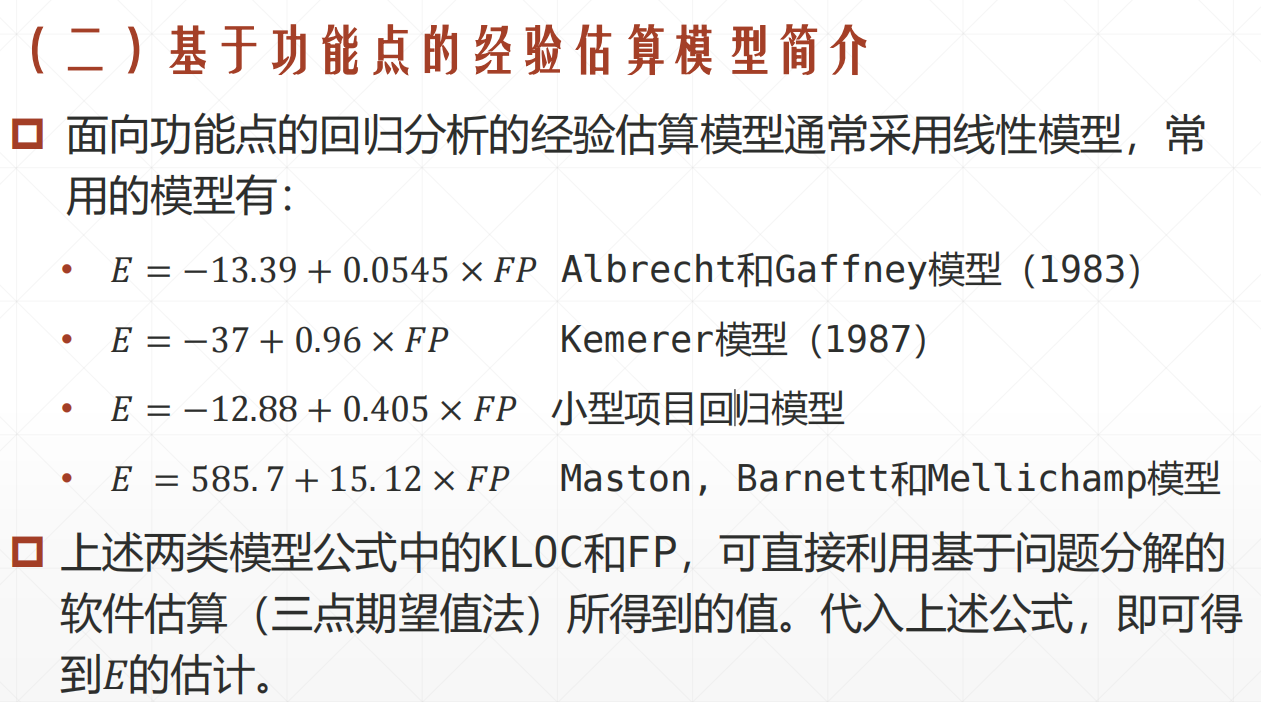 (二)基于功能点的经验估算模型简介
面向功能点的回归分析的经验估算模型通常采用线性模型，常
用的模型有：
• E = −13.39 + 0.0545 × FP Albrecht和Gaffney模型（1983）
• E = −37 + 0.96 × FP Kemerer模型（1987）
• E = −12.88 + 0.405 × FP 小型项目回归模型
• E = 585.7 + 15.12 × FP Maston, Barnett和Mellichamp模型
上述两类模型公式中的KLOC和FP，可直接利用基于问题分解的
软件估算（三点期望值法）所得到的值。代入上述公式，即可得
到E的估计。